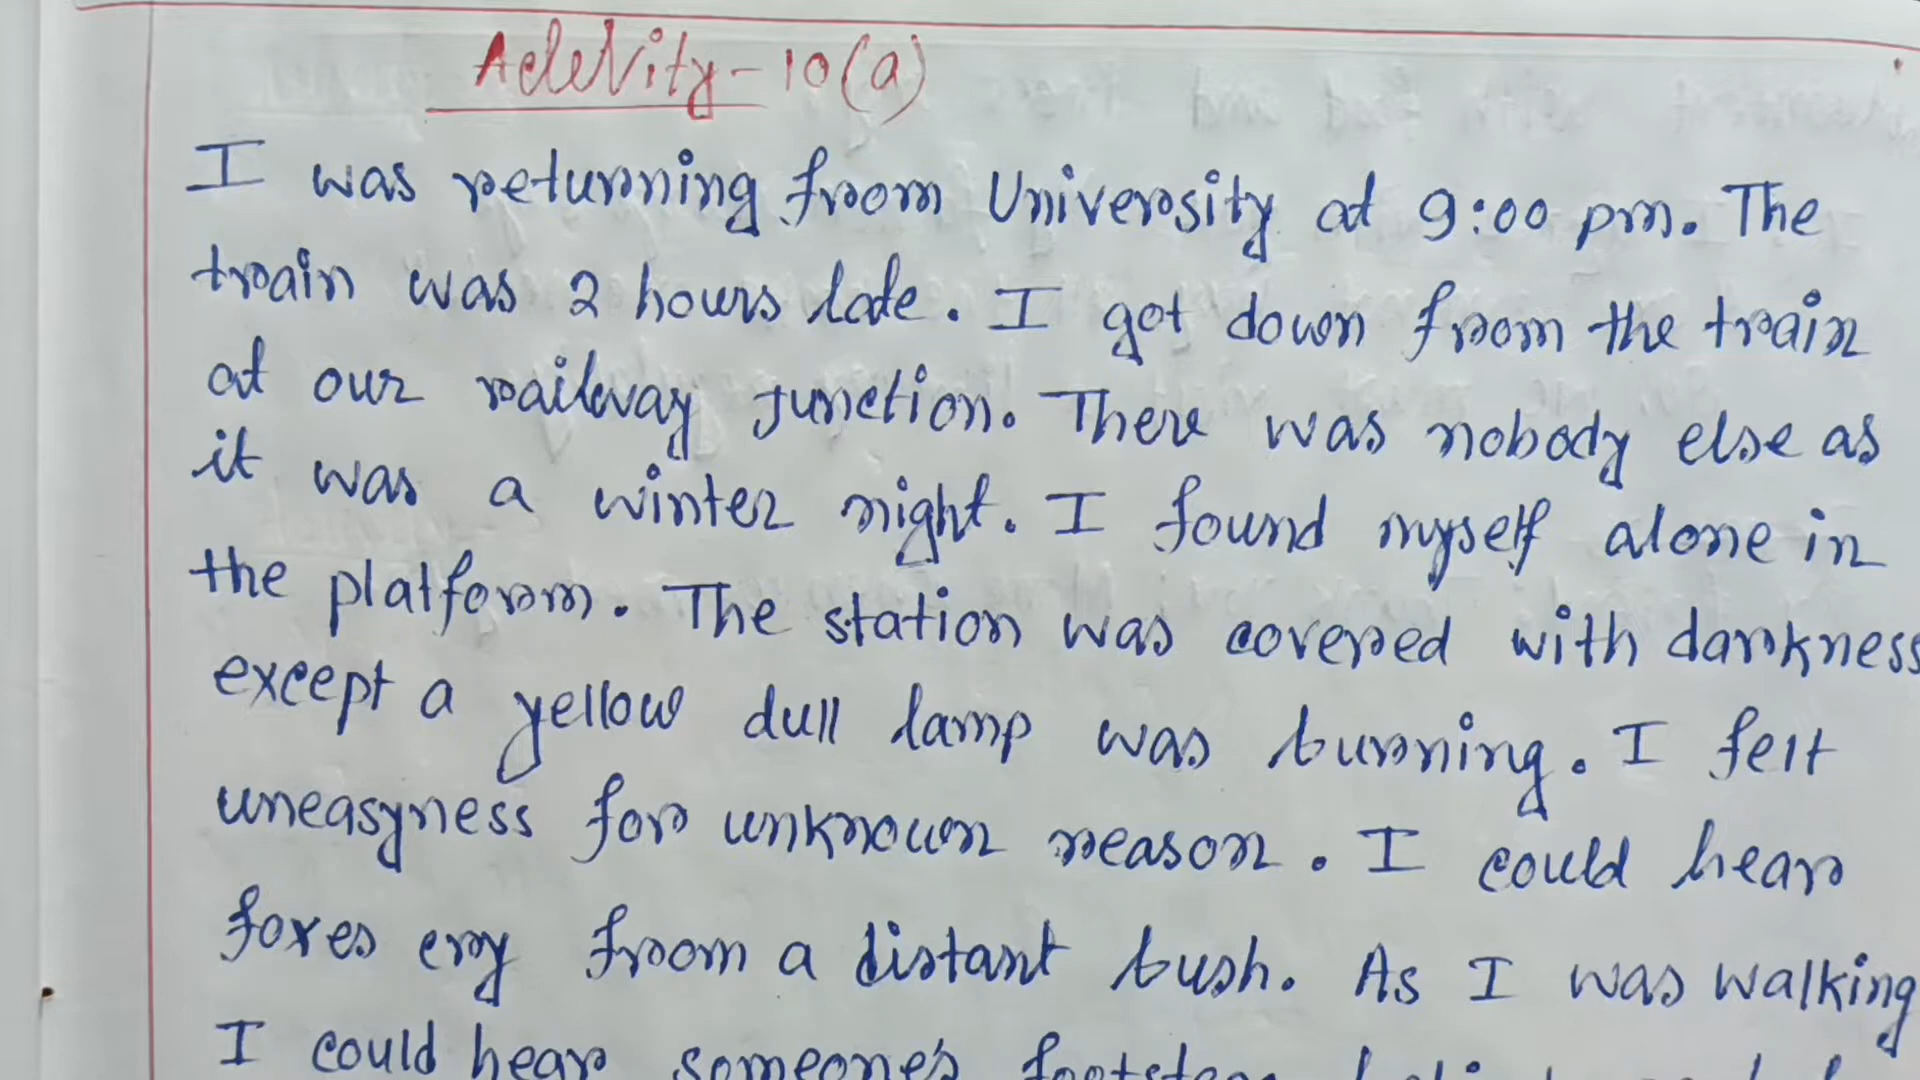 Activity-10(a)
I was returning from University at 9:00 pm. The
train was 2 hours late. I got down from the train
at our railway Junction. There was nobody else as
it was a winter night. I found myself alone in
the platform. The station was covered with darkness
except a yellow dull lamp was burning. I felt
uneasyness for unknown reason. I could hear
foxes cry from a distant bush. As I was walking
I could hear someone's footsteps